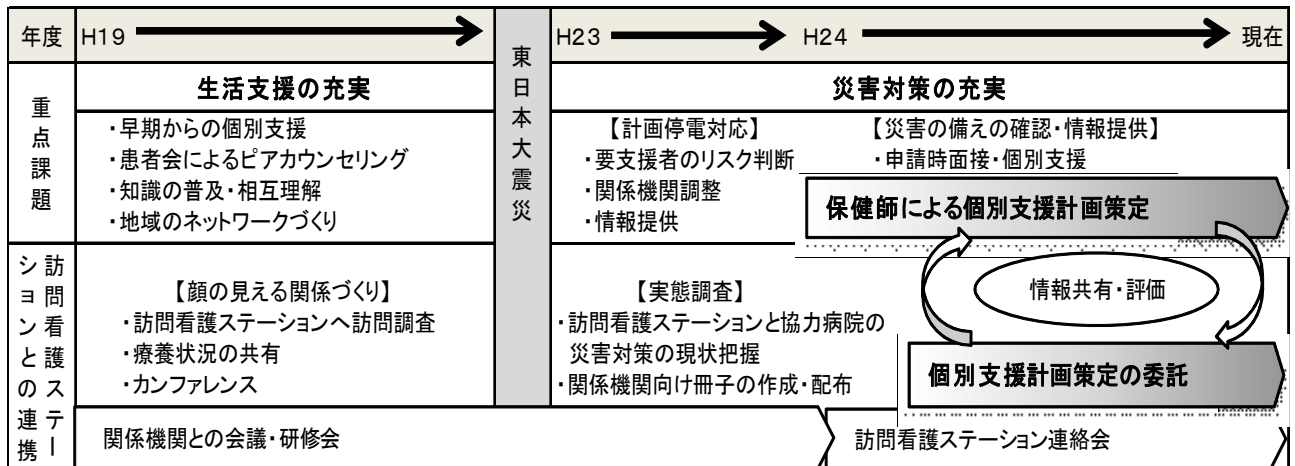 年度
H19
東日本大震災
H23
H24
現在
重点課題
生活支援の充実
・早期からの個別支援
・患者会によるピアカウンセリング
・知識の普及・相互理解
・地域のネットワークづくり
災害対策の充実
【計画停電対応】
・要支援者のリスク判断
・関係機関調整
・情報提供
【災害の備えの確認・情報提供】
・申請時面接・個別支援
保健師による個別支援計画策定
訪問看護ステー
ションとの連携
【顔の見える関係づくり】
・訪問看護ステーションへ訪問調査
・療養状況の共有
・カンファレンス
【実態調査】
・訪問看護ステーションと協力病院の
災害対策の現状把握
・関係機関向け冊子の作成・配布
情報共有・評価
個別支援計画策定の委託
関係機関との会議・研修会
訪問看護ステーション連絡会